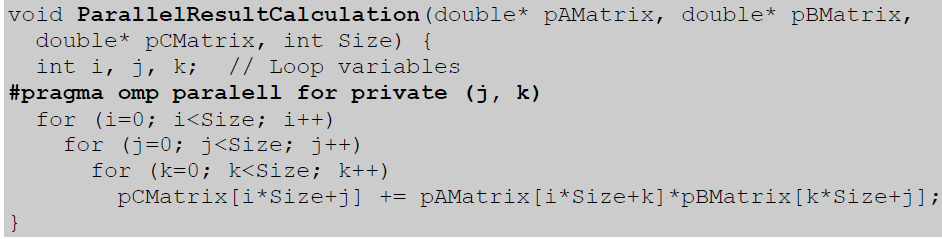 void ParallelResultCalculation(double* pAMatrix, double* pBMatrix,
double* pCMatrix, int Size) {
int i, j, k;  // Loop variables
#pragma omp paralell for private (j, k)
for (i=0; i<Size; i++)
for (j=0; j<Size; j++)
for (k=0; k<Size; k++)
pCMatrix[i*Size+j] += pAMatrix[i*Size+k]*pBMatrix[k*Size+j];
}